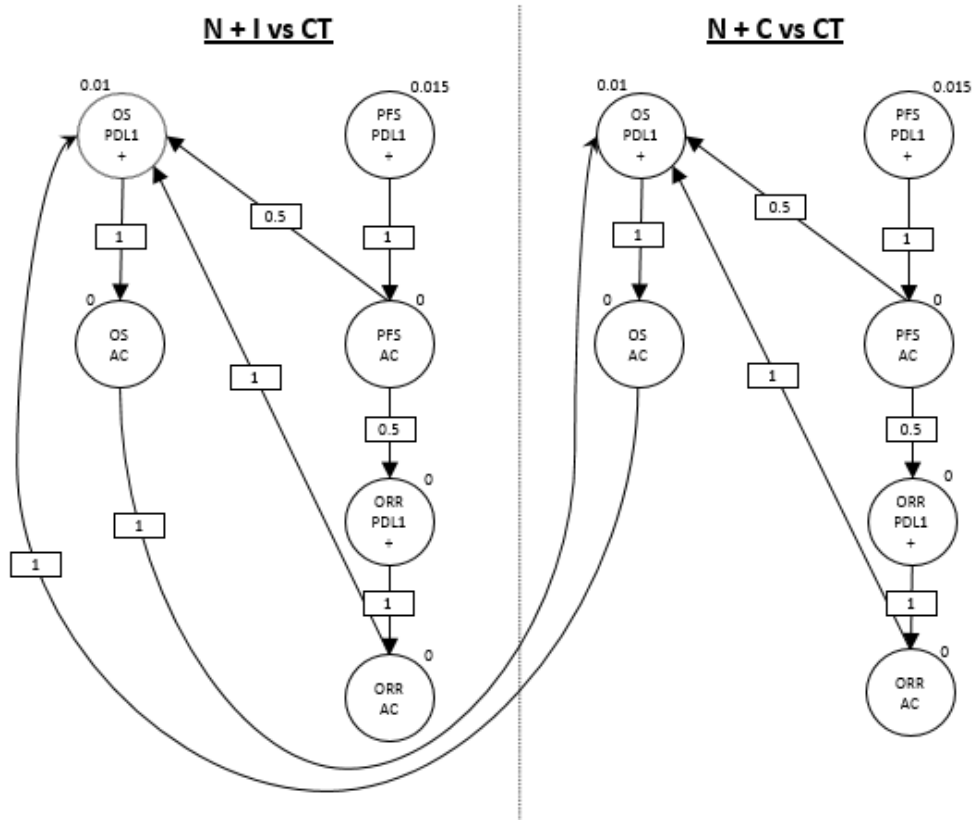 N + I vs CT
N + C vs CT
0.01
OS
PDL1
+
0.015
PFS
PDL1
+
0.01
OS
PDL1
+
0.015
PFS
PDL1
+
1
0.5
1
1
0.5
1
0
OS
AC
0
PFS
AC
0
OS
AC
0
PFS
AC
1
1
0.5
0.5
0
ORR
PDL1
+
0
ORR
PDL1
+
1
1
1
1
0
ORR
AC
0
ORR
AC